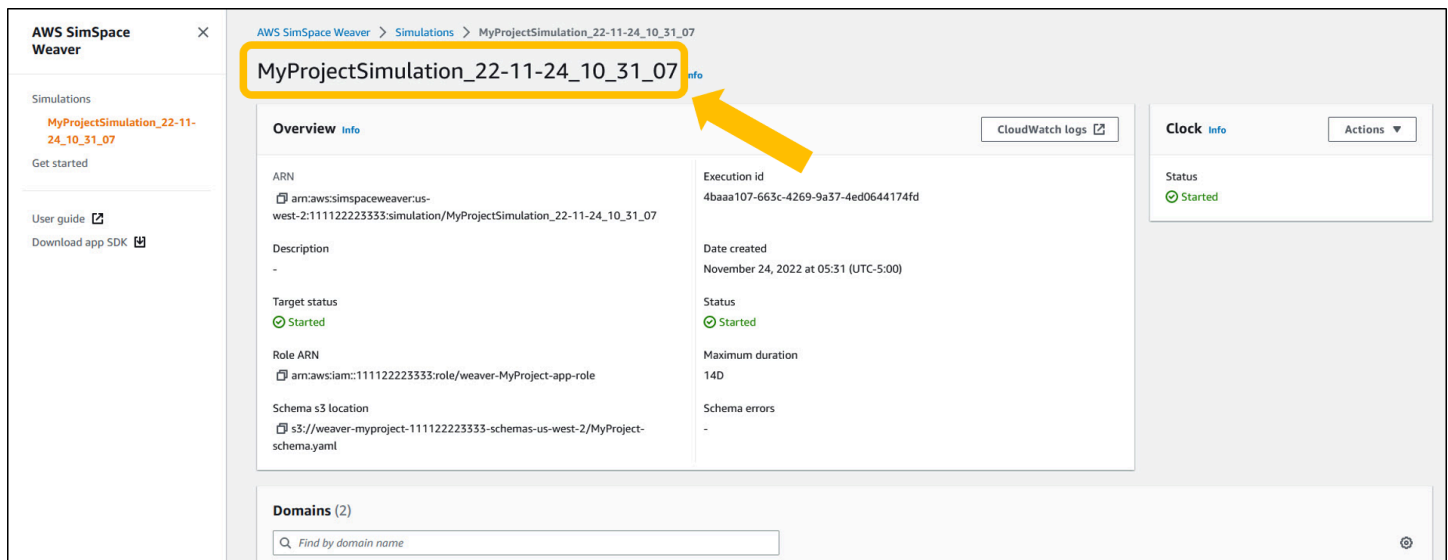 AWS SimSpace
Weaver
Simulations
MyProjectSimulation_22-11-
24_10_31_07
Get started
User guide
Download app SDK
AWS SimSpace Weaver > Simulations > MyProjectSimulation_22-11-24_10_31_07
MyProjectSimulation_22-11-24_10_31_07 nfo
Overview Info
CloudWatch logs
ARN
arn:aws:simspaceweaver:us-
west-2:111122223333:simulation/MyProjectSimulation_22-11-24_10_31_07
Description
-
Target status
Started
Role ARN
arn:aws:iam::111122223333:role/weaver-MyProject-app-role
Schema s3 location
s3://weaver-myproject-111122223333-schemas-us-west-2/MyProject-
schema.yaml
Execution id
4baaa107-663c-4269-9a37-4ed0644174fd
Date created
November 24, 2022 at 05:31 (UTC-5:00)
Status
Started
Maximum duration
14D
Schema errors
-
Clock Info
Actions
Status
Started
Domains (2)
Find by domain name